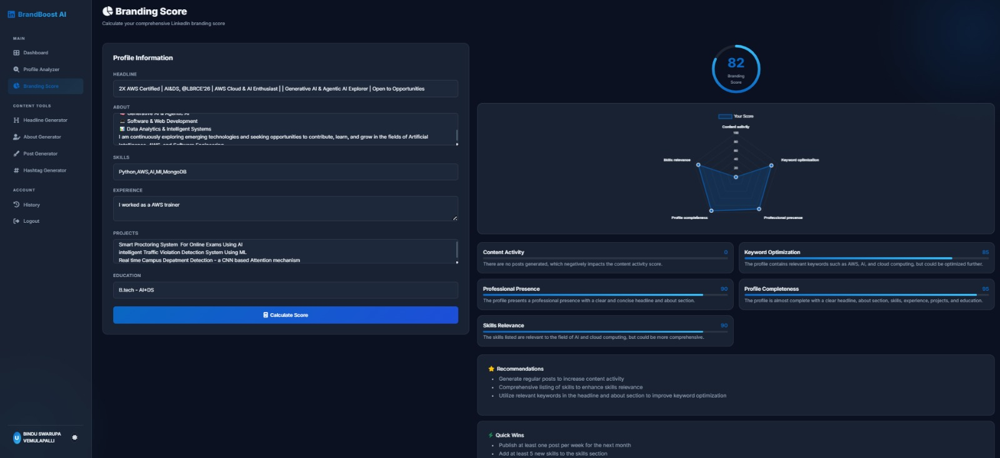 BrandBoost AI
MAIN
Dashboard
Profile Analyzer
Branding Score
CONTENT TOOLS
Headline Generator
About Generator
Post Generator
Hashtag Generator
ACCOUNT
History
Logout
U
BINDU SWARUPA
VEMULAPALLI
Branding Score
Calculate your comprehensive LinkedIn branding score
Profile Information
HEADLINE
2X AWS Certified | AI&DS, @LBRCE'26 | AWS Cloud & AI Enthusiast | | Generative AI & Agentic AI Explorer | Open to Opportunities
ABOUT
Generative AI & Agentic AI
Software & Web Development
Data Analytics & Intelligent Systems
I am continuously exploring emerging technologies and seeking opportunities to contribute, learn, and grow in the fields of Artificial
Intelligence, AWS, and Software Engineering
SKILLS
Python,AWS,AI,Ml,MongoDB
EXPERIENCE
I worked as a AWS trainer
PROJECTS
Smart Proctoring System For Online Exams Using AI
intelligent Traffic Violation Detection System Using ML
Real time Campus Depatment Detection - a CNN based Attention mechanism
EDUCATION
B.tech - AI*DS
Calculate Score
82
Branding
Score
Your Score
Content activity
100
80
60
40
20
Skills relevance
Keyword optimization
Profile completeness
Professional presence
Content Activity 0
There are no posts generated, which negatively impacts the content activity score.
Keyword Optimization 85
The profile contains relevant keywords such as AWS, AI, and cloud computing, but could be optimized further.
Professional Presence 90
The profile presents a professional presence with a clear and concise headline and about section.
Profile Completeness 95
The profile is almost complete with a clear headline, about section, skills, experience, projects, and education.
Skills Relevance 90
The skills listed are relevant to the field of AI and cloud computing, but could be more comprehensive.
Recommendations
• Generate regular posts to increase content activity
• Comprehensive listing of skills to enhance skills relevance
• Utilize relevant keywords in the headline and about section to improve keyword optimization
Quick Wins
• Publish at least one post per week for the next month
• Add at least 5 new skills to the skills section